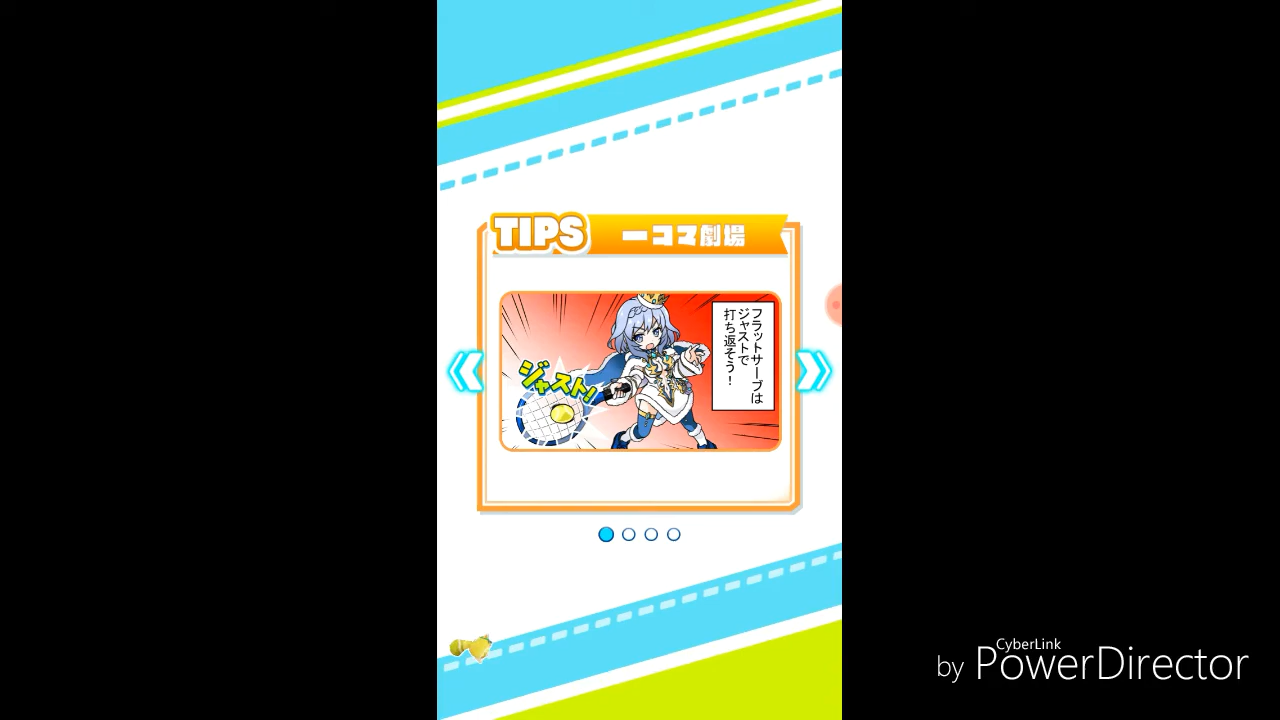 TIPS
一コマ劇場
フラットサーブは
ジャストで
打ち返そう！
ジャスト!
CyberLink
by PowerDirector